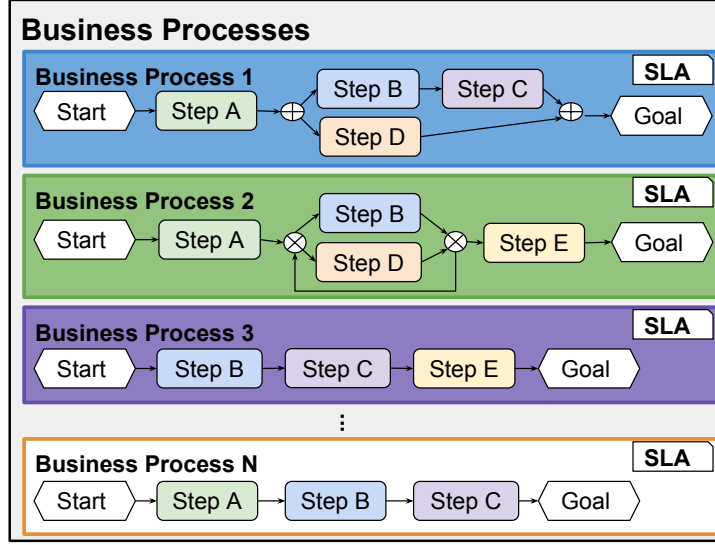 Business Processes
Business Process 1
SLA
Start
Step A
Step B
Step C
Step D
Goal
Business Process 2
SLA
Start
Step A
Step B
Step D
Step E
Goal
Business Process 3
SLA
Start
Step B
Step C
Step E
Goal
...
Business Process N
SLA
Start
Step A
Step B
Step C
Goal